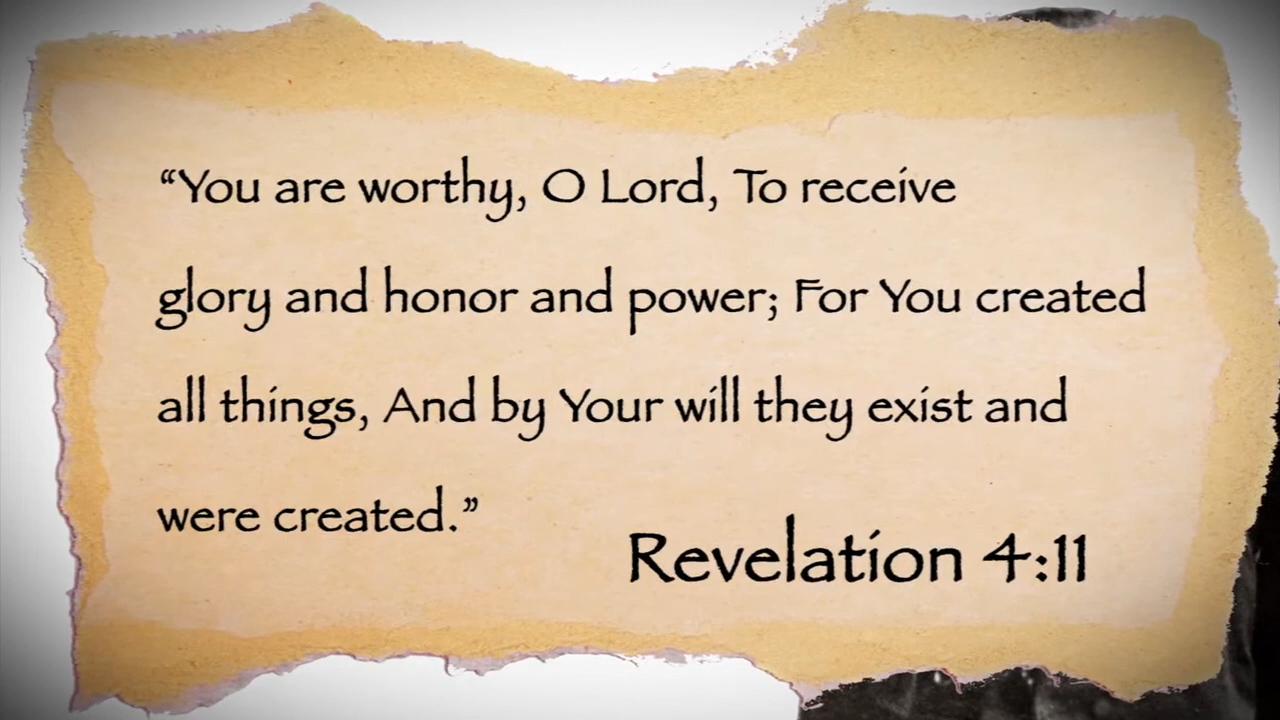 “You are worthy, O Lord, To receive
glory and honor and power; For You created
all things, And by Your will they exist and
were created.”
Revelation 4:11